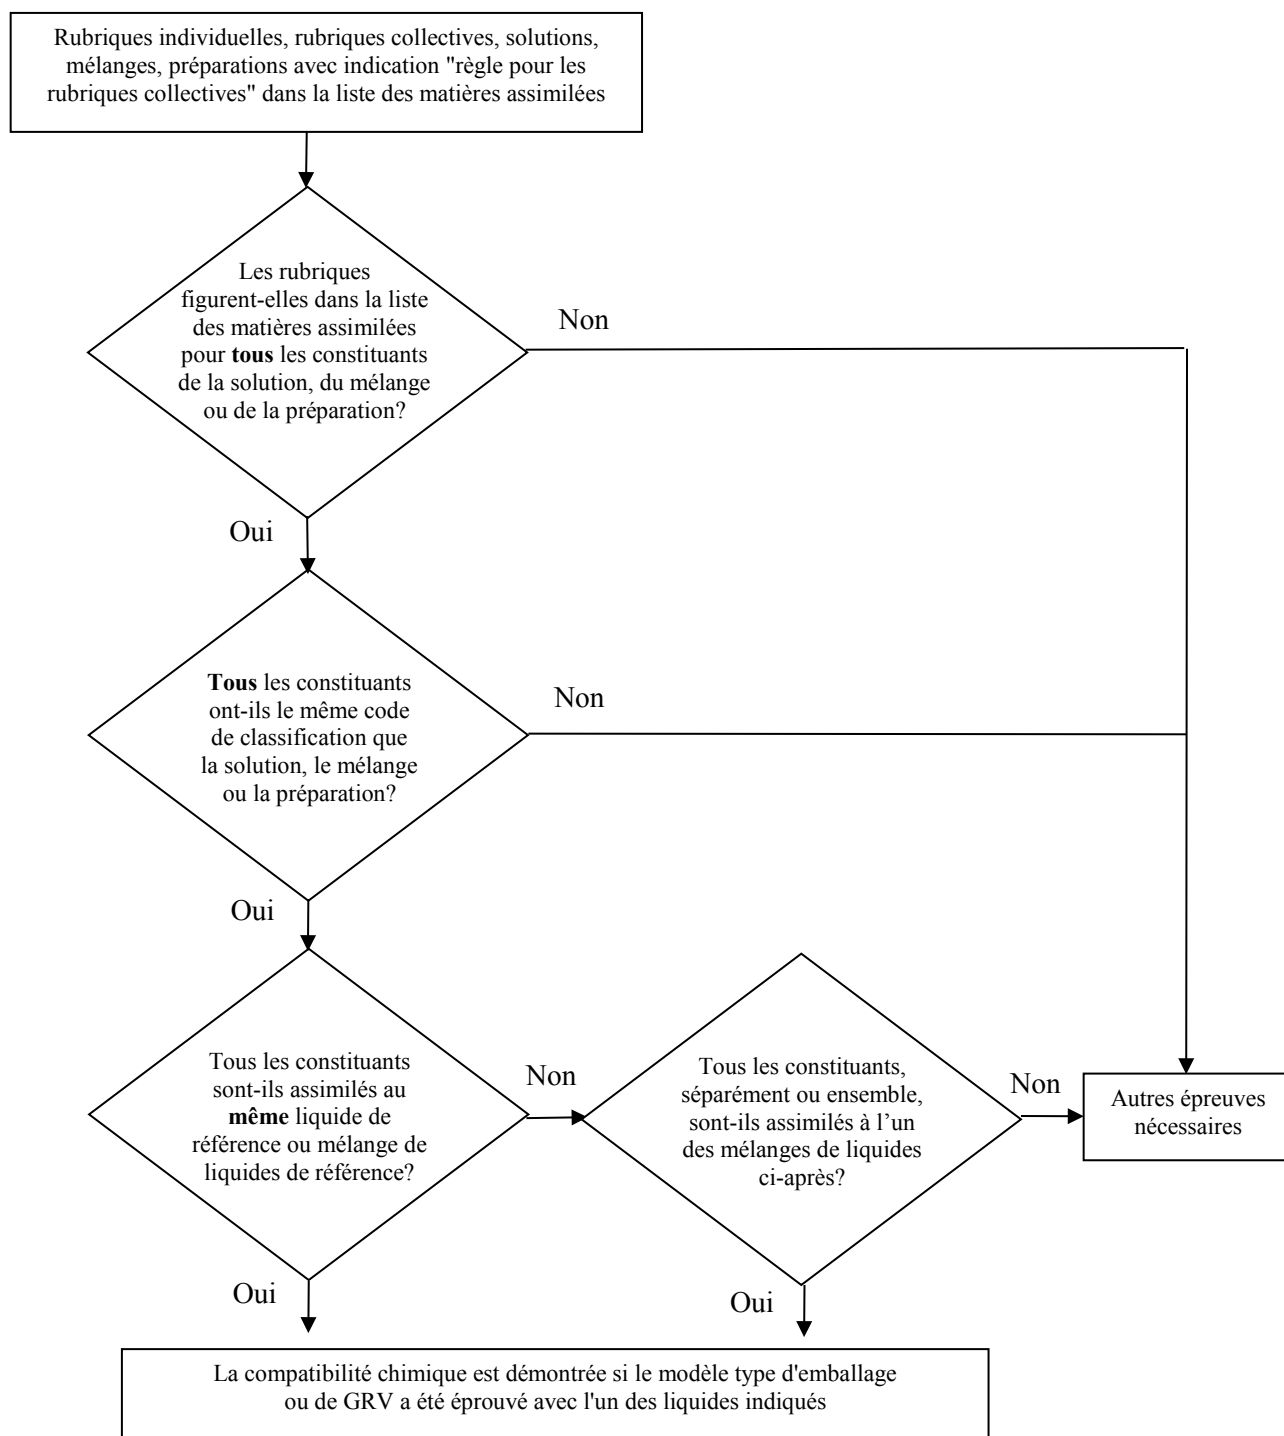 Rubriques individuelles, rubriques collectives, solutions,
mélanges, préparations avec indication "règle pour les
rubriques collectives" dans la liste des matières assimilées
Les rubriques
figurent-elles dans la liste
des matières assimilées
pour tous les constituants
de la solution, du mélange
ou de la préparation?
Non
Oui
Tous les constituants
ont-ils le même code
de classification que
la solution, le mélange
ou la préparation?
Non
Oui
Tous les constituants
sont-ils assimilés au
même liquide de
référence ou mélange de
liquides de référence?
Non
Tous les constituants,
séparément ou ensemble,
sont-ils assimilés à l’un
des mélanges de liquides
ci-après?
Non
Autres épreuves
nécessaires
Oui
Oui
La compatibilité chimique est démontrée si le modèle type d'emballage
ou de GRV a été éprouvé avec l'un des liquides indiqués